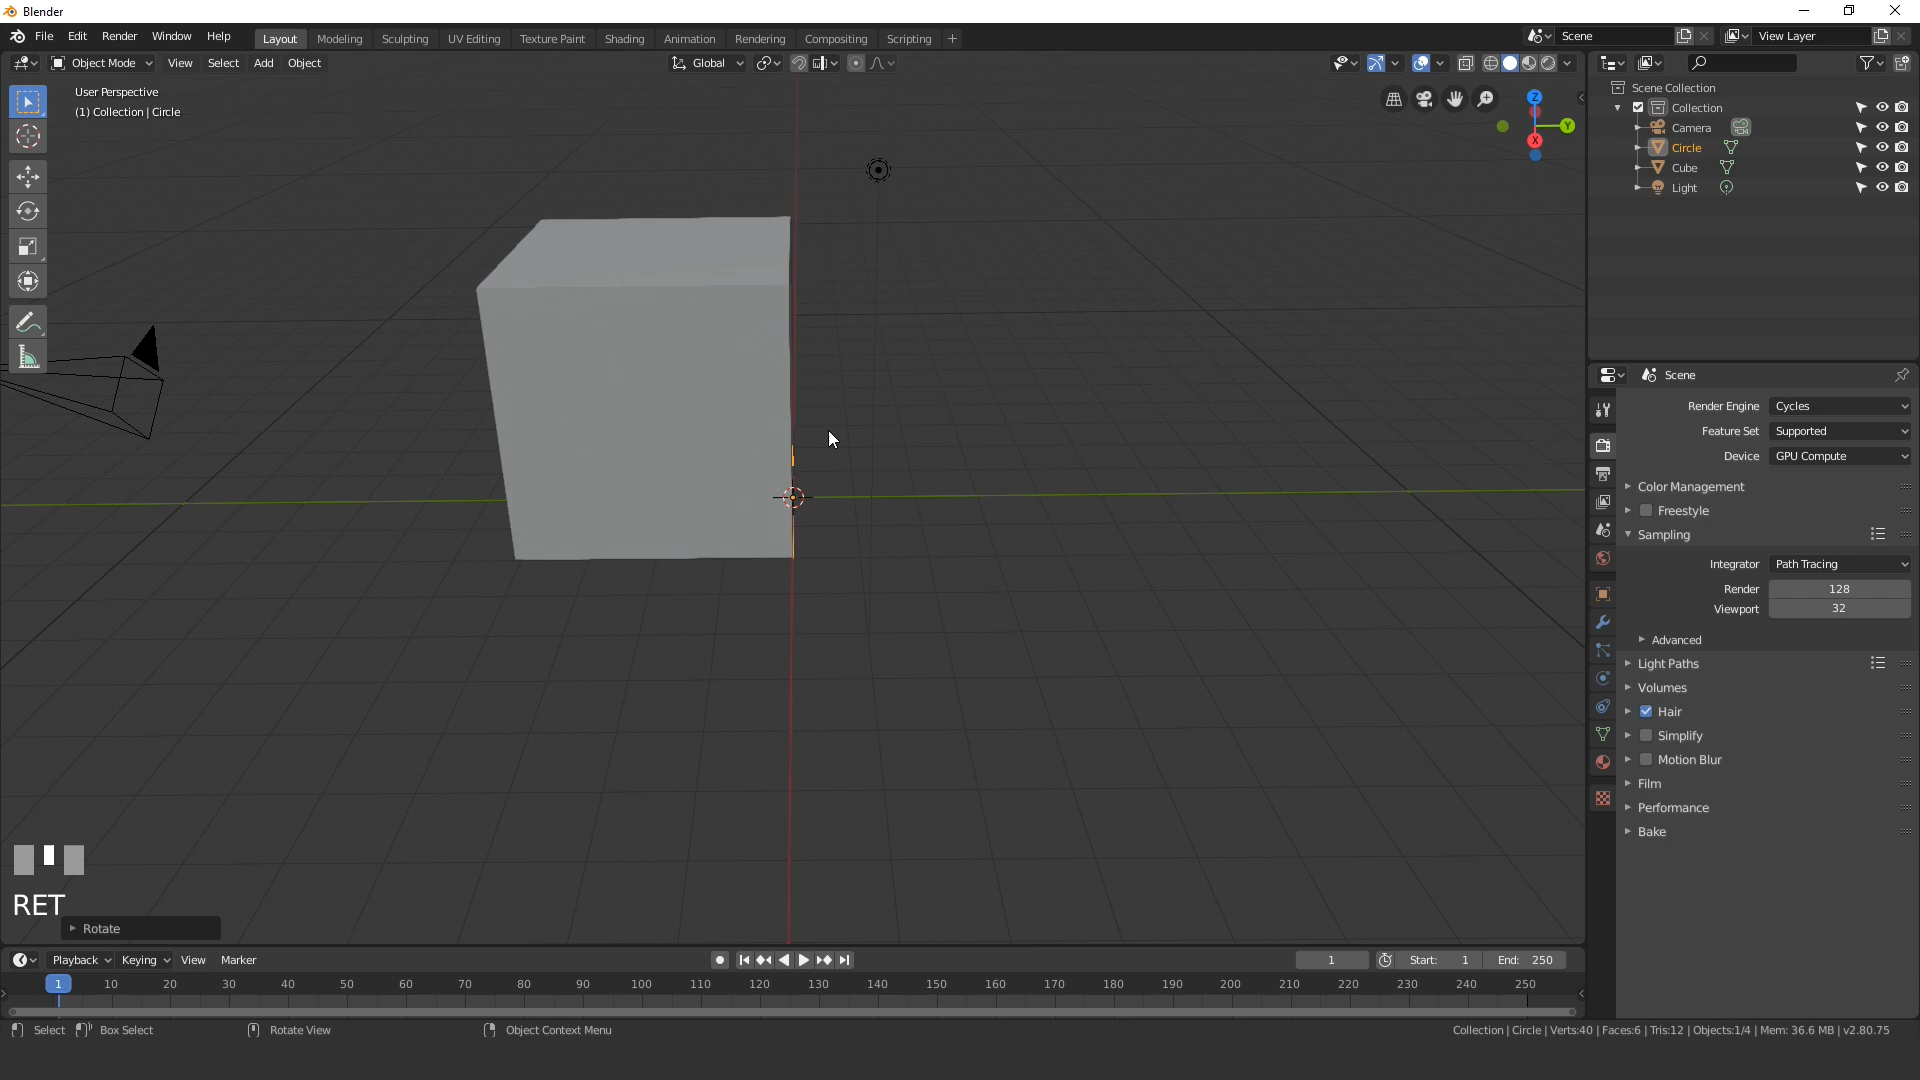 Blender
File Edit Render Window Help Layout Modeling Sculpting UV Editing Texture Paint Shading Animation Rendering Compositing Scripting + Scene View Layer
Object Mode View Select Add Object Global
User Perspective
(1) Collection | Circle
Z
Y
X
Scene Collection
Collection
Camera
Circle
Cube
Light
Scene
Render Engine Cycles
Feature Set Supported
Device GPU Compute
Color Management
Freestyle
Sampling
Integrator Path Tracing
Render 128
Viewport 32
Advanced
Light Paths
Volumes
Hair
Simplify
Motion Blur
Film
Performance
Bake
RET
Rotate
Playback Keying View Marker 1 Start: 1 End: 250
1 10 20 30 40 50 60 70 80 90 100 110 120 130 140 150 160 170 180 190 200 210 220 230 240 250
Select Box Select Rotate View Object Context Menu Collection | Circle | Verts:40 | Faces:6 | Tris:12 | Objects:1/4 | Mem: 36.6 MB | v2.80.75